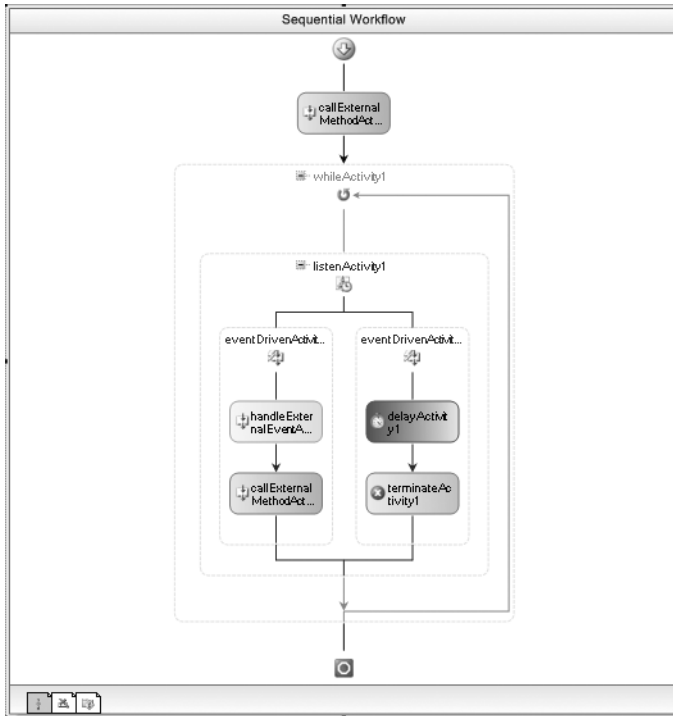 Sequential Workflow
callExternal
MethodAct...
whileActivity1
listenActivity1
eventDrivenActivit...
eventDrivenActivit...
handleExter
nalEventA...
delayActivit
y1
callExternal
MethodAct...
terminateAc
tivity1